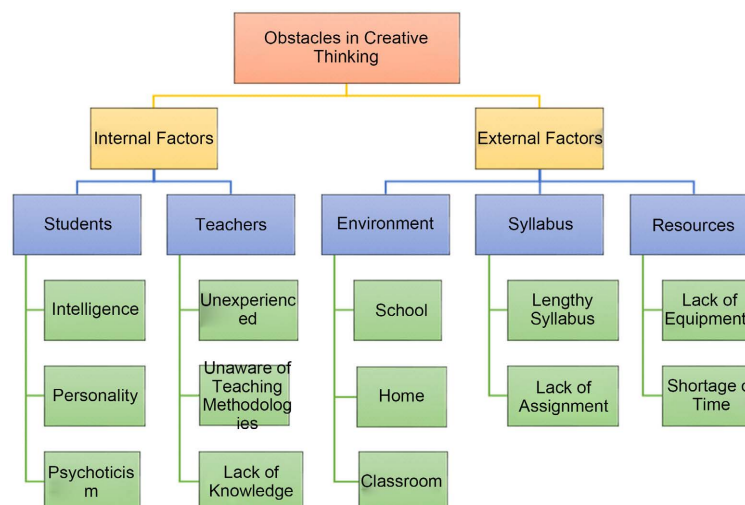 Obstacles in Creative
Thinking
Internal Factors
External Factors
Students
Teachers
Environment
Syllabus
Resources
Intelligence
Unexperienc
ed
School
Lengthy
Syllabus
Lack of
Equipment
Personality
Unaware of
Teaching
Methodolog
ies
Home
Lack of
Assignment
Shortage o
Time
Psychoticis
m
Lack of
Knowledge
Classroom